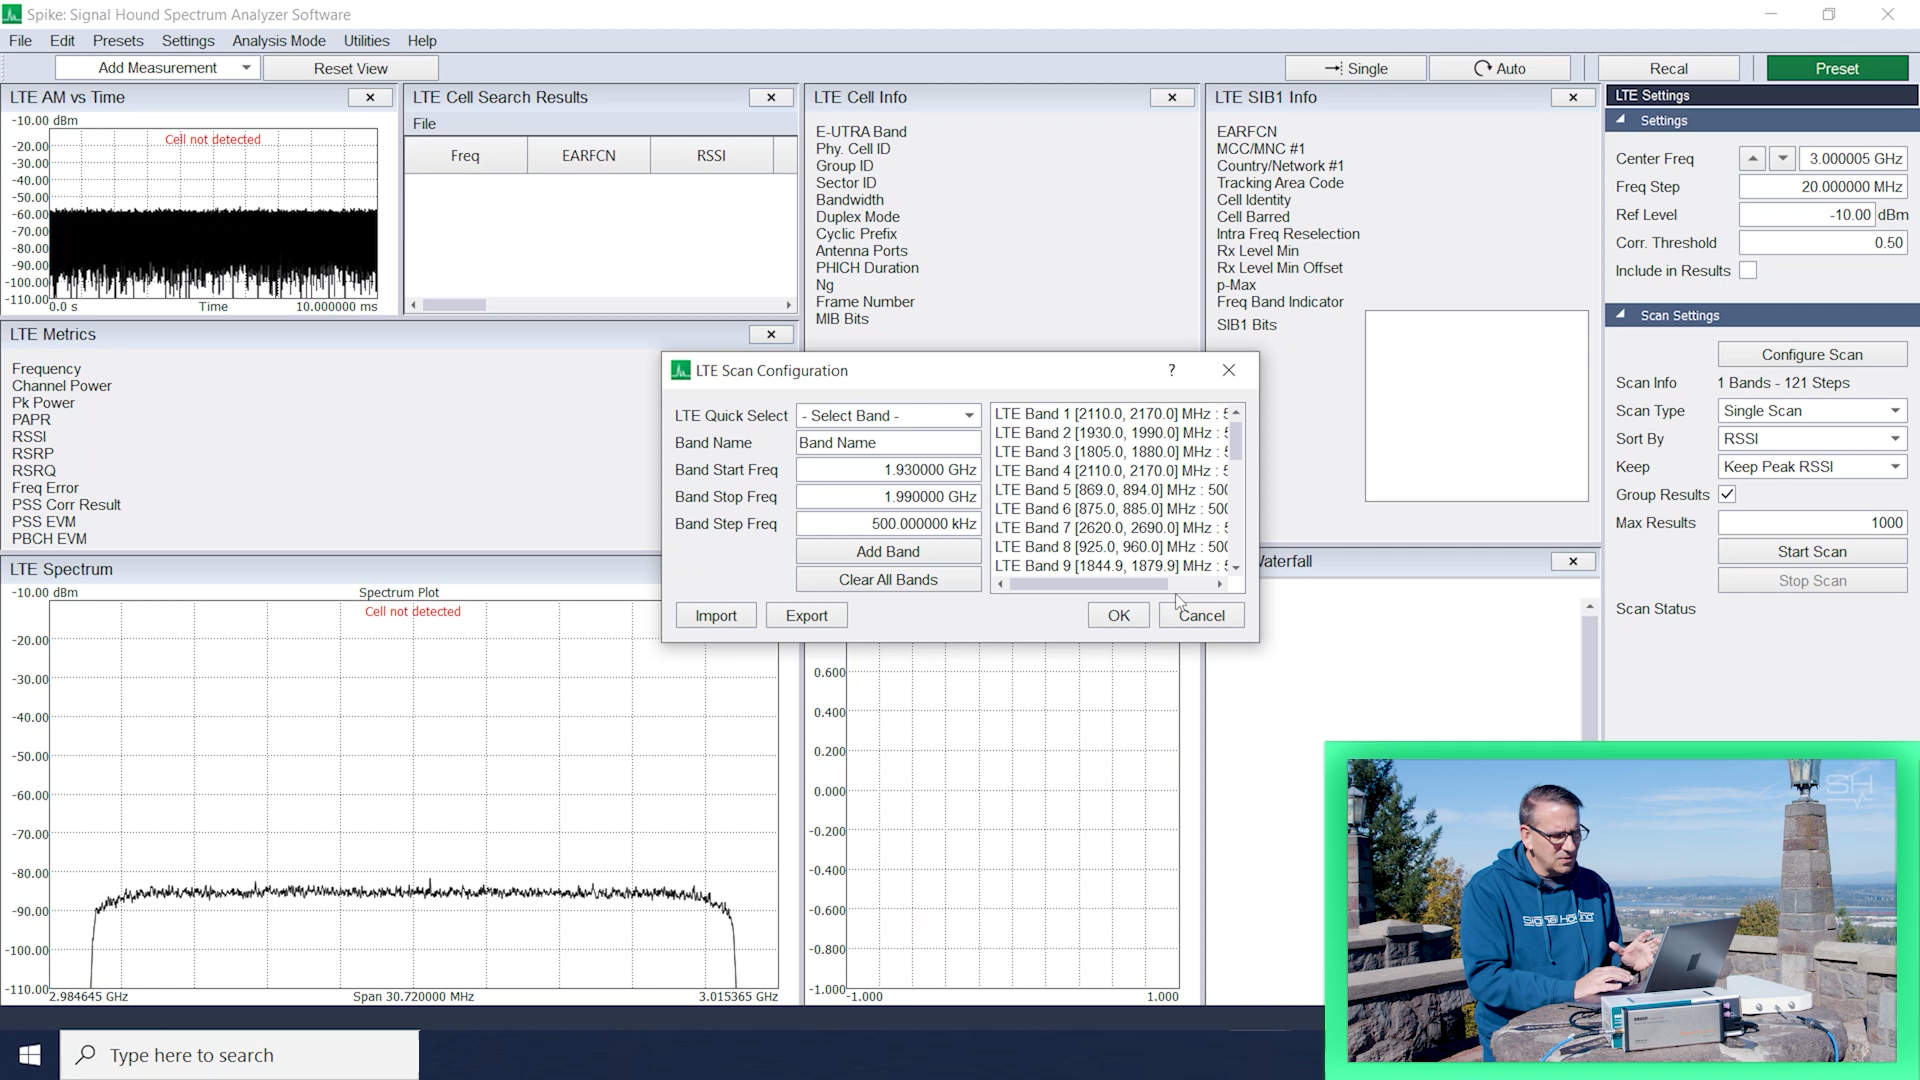 Spike: Signal Hound Spectrum Analyzer Software
File Edit Presets Settings Analysis Mode Utilities Help
Add Measurement Reset View Single Auto Recal Preset
LTE AM vs Time
-10.00 dBm
Cell not detected
-20.00
-30.00
-40.00
-50.00
-60.00
-70.00
-80.00
-90.00
-100.00
-110.00
0.0 s Time 10.000000 ms
LTE Cell Search Results
File
Freq EARFCN RSSI
LTE Cell Info
E-UTRA Band
Phy. Cell ID
Group ID
Sector ID
Bandwidth
Duplex Mode
Cyclic Prefix
Antenna Ports
PHICH Duration
Ng
Frame Number
MIB Bits
LTE SIB1 Info
EARFCN
MCC/MNC #1
Country/Network #1
Tracking Area Code
Cell Identity
Cell Barred
Intra Freq Reselection
Rx Level Min
Rx Level Min Offset
p-Max
Freq Band Indicator
SIB1 Bits
LTE Settings
Settings
Center Freq 3.000005 GHz
Freq Step 20.000000 MHz
Ref Level -10.00 dBm
Corr. Threshold 0.50
Include in Results
Scan Settings
Configure Scan
Scan Info 1 Bands - 121 Steps
Scan Type Single Scan
Sort By RSSI
Keep Keep Peak RSSI
Group Results
Max Results 1000
Start Scan
Stop Scan
Scan Status
LTE Metrics
Frequency
Channel Power
Pk Power
PAPR
RSSI
RSRP
RSRQ
Freq Error
PSS Corr Result
PSS EVM
PBCH EVM
LTE Scan Configuration ?
LTE Quick Select - Select Band -
Band Name Band Name
Band Start Freq 1.930000 GHz
Band Stop Freq 1.990000 GHz
Band Step Freq 500.000000 kHz
Add Band
Clear All Bands
LTE Band 1 [2110.0, 2170.0] MHz : 5
LTE Band 2 [1930.0, 1990.0] MHz : 5
LTE Band 3 [1805.0, 1880.0] MHz : 5
LTE Band 4 [2110.0, 2170.0] MHz : 5
LTE Band 5 [869.0, 894.0] MHz : 500
LTE Band 6 [875.0, 885.0] MHz : 500
LTE Band 7 [2620.0, 2690.0] MHz : 5
LTE Band 8 [925.0, 960.0] MHz : 500
LTE Band 9 [1844.9, 1879.9] MHz : 5
Import Export OK Cancel
LTE Spectrum
-10.00 dBm Spectrum Plot
Cell not detected
-20.00
-30.00
-40.00
-50.00
-60.00
-70.00
-80.00
-90.00
-100.00
-110.00
2.984645 GHz Span 30.720000 MHz 3.015365 GHz
0.600
0.400
0.200
0.000
-0.200
-0.400
-0.600
-0.800
-1.000
-1.000 1.000
Waterfall
SH
Signal Hound
Type here to search